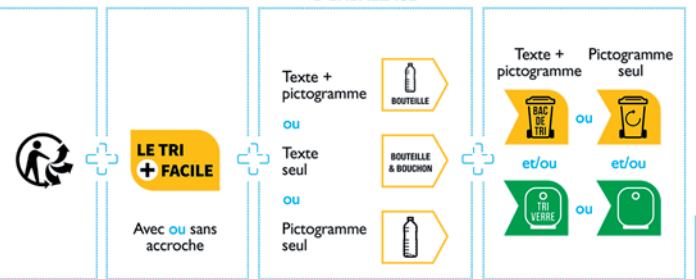 LE TRI
+ FACILE
Avec ou sans
accroche
Texte +
pictogramme
BOUTEILLE
ou
Texte
seul
BOUTEILLE
& BOUCHON
ou
Pictogramme
seul
Texte +
pictogramme
Pictogramme
seul
BAC
DE
TRI
ou
et/ou
et/ou
TRI
VERRE
ou